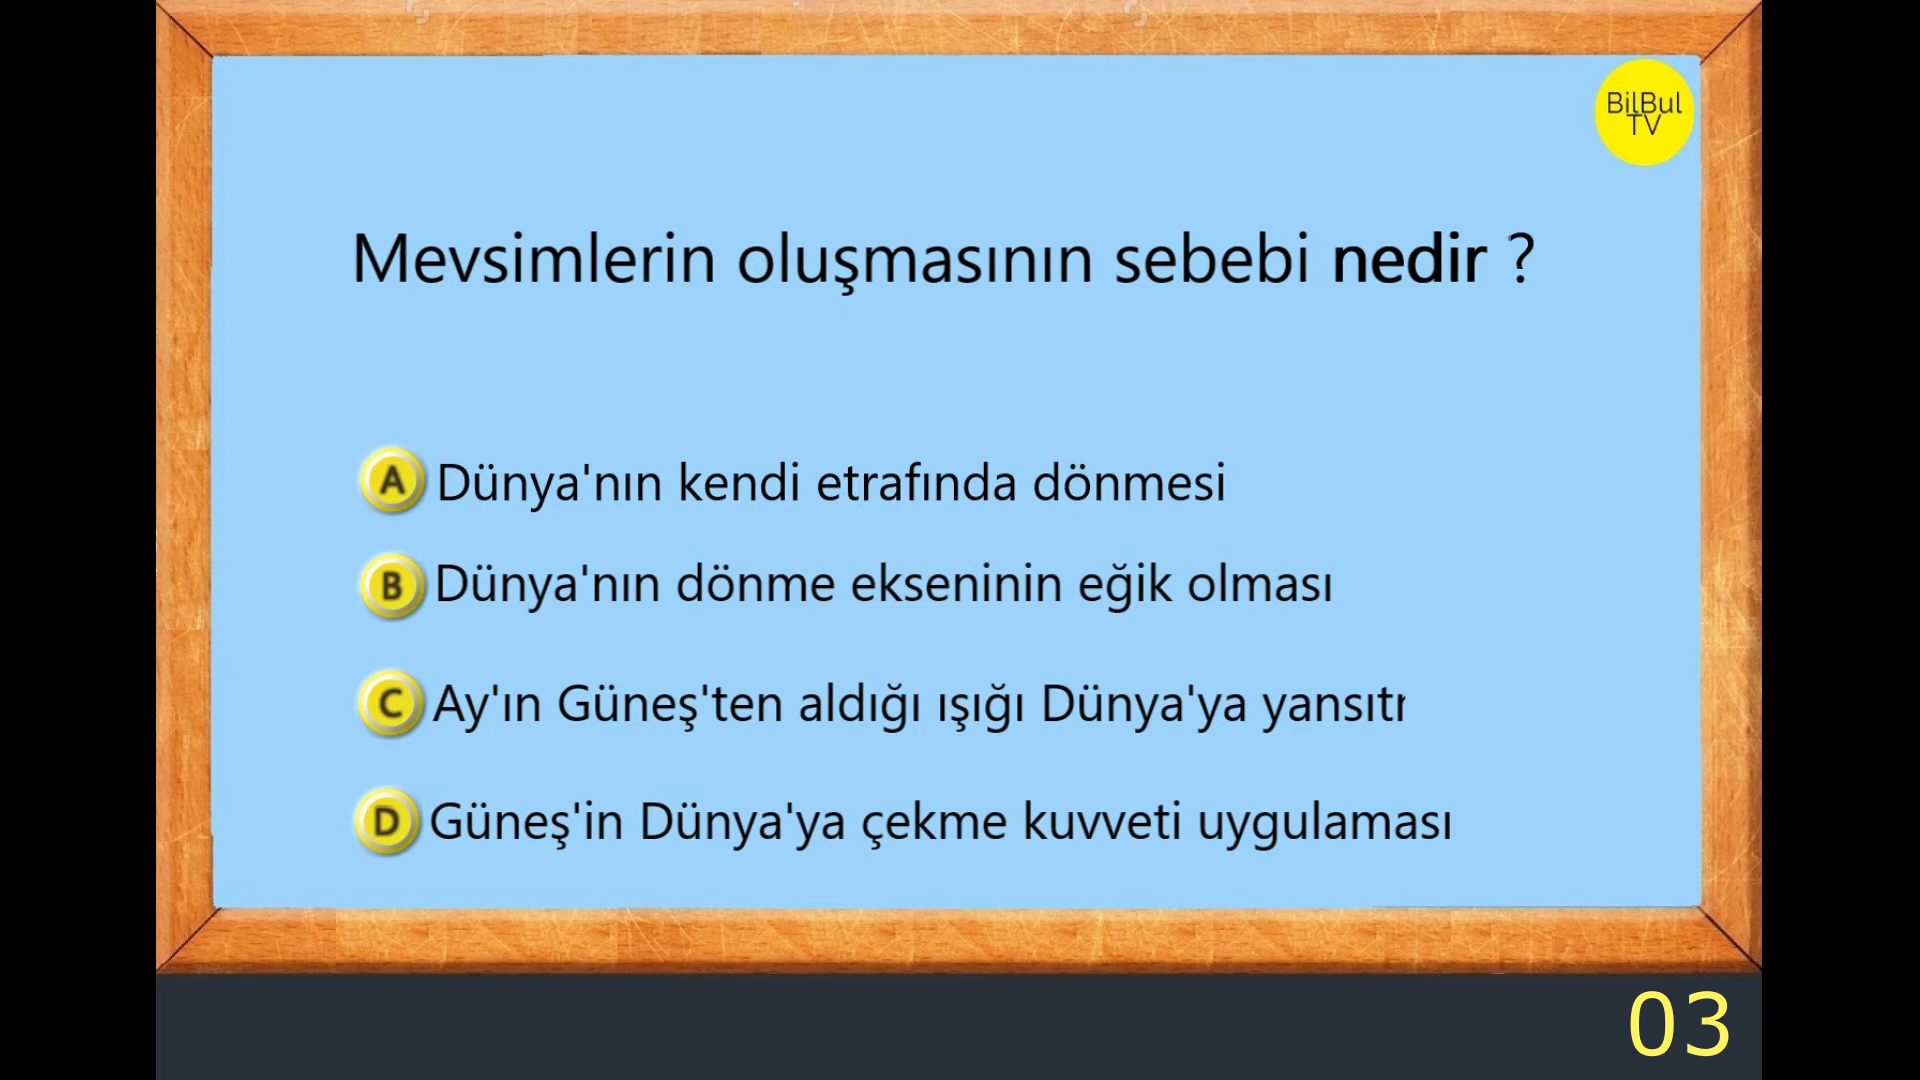 BilBul
TV
Mevsimlerin oluşmasının sebebi nedir ?
A Dünya'nın kendi etrafında dönmesi
B Dünya'nın dönme ekseninin eğik olması
C Ay'ın Güneş'ten aldığı ışığı Dünya'ya
D Güneş'in Dünya'ya çekme kuvveti uygulaması
03